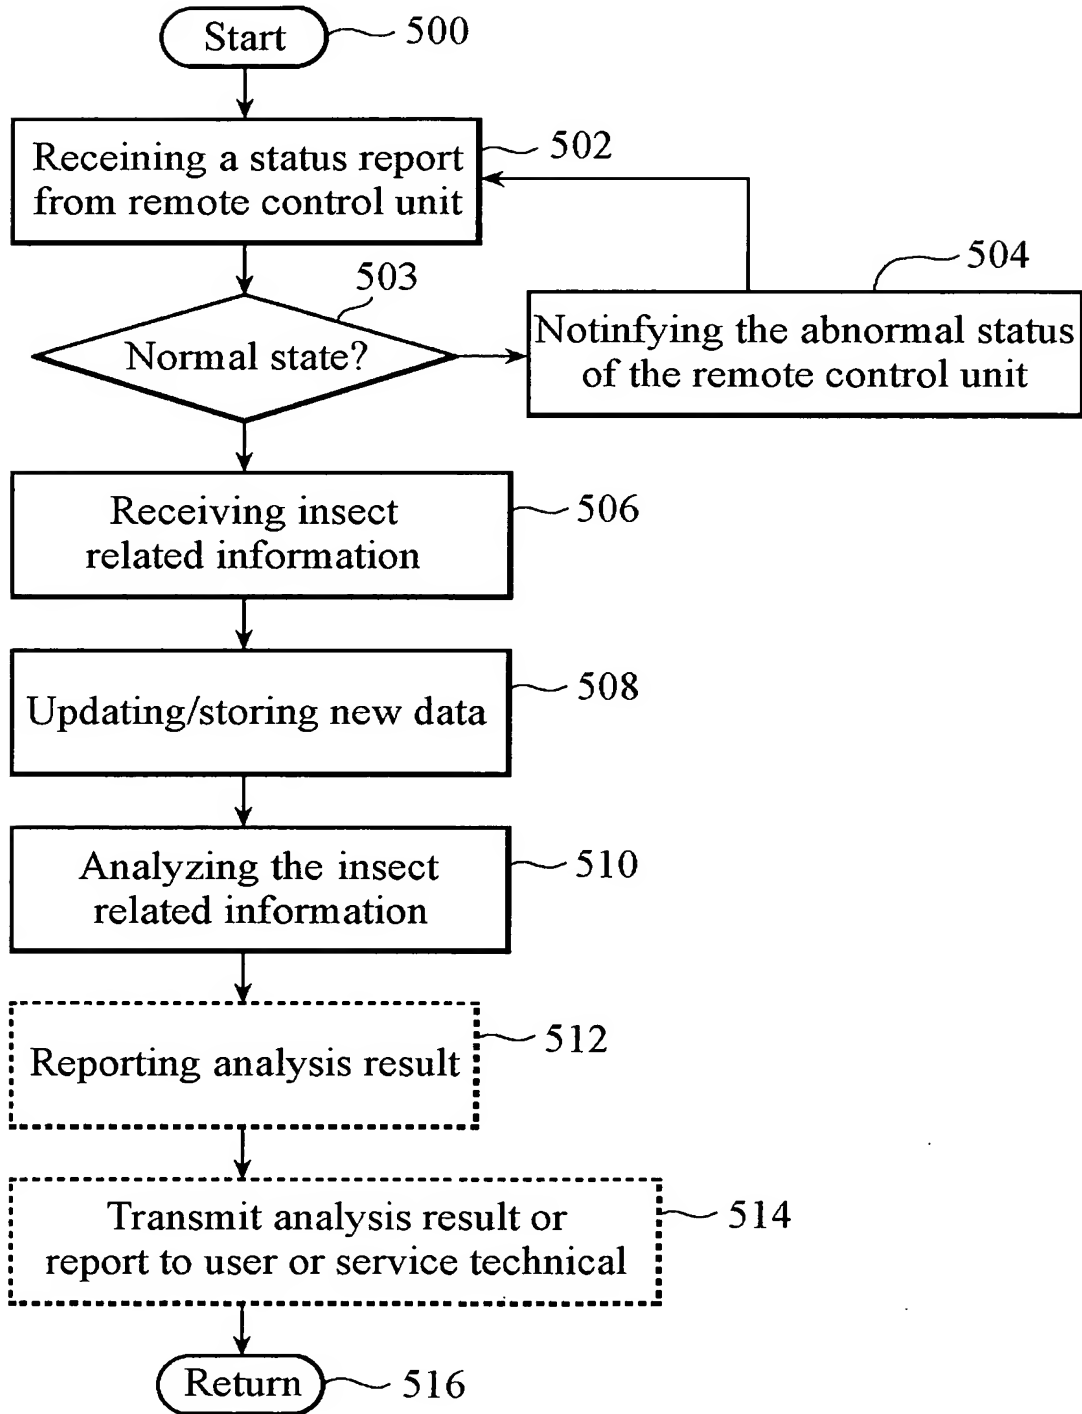 Start
500
Receining a status report
from remote control unit
502
503
Normal state?
504
Notinfying the abnormal status
of the remote control unit
Receiving insect
related information
506
Updating/storing new data
508
Analyzing the insect
related information
510
Reporting analysis result
512
Transmit analysis result or
report to user or service technical
514
Return
516